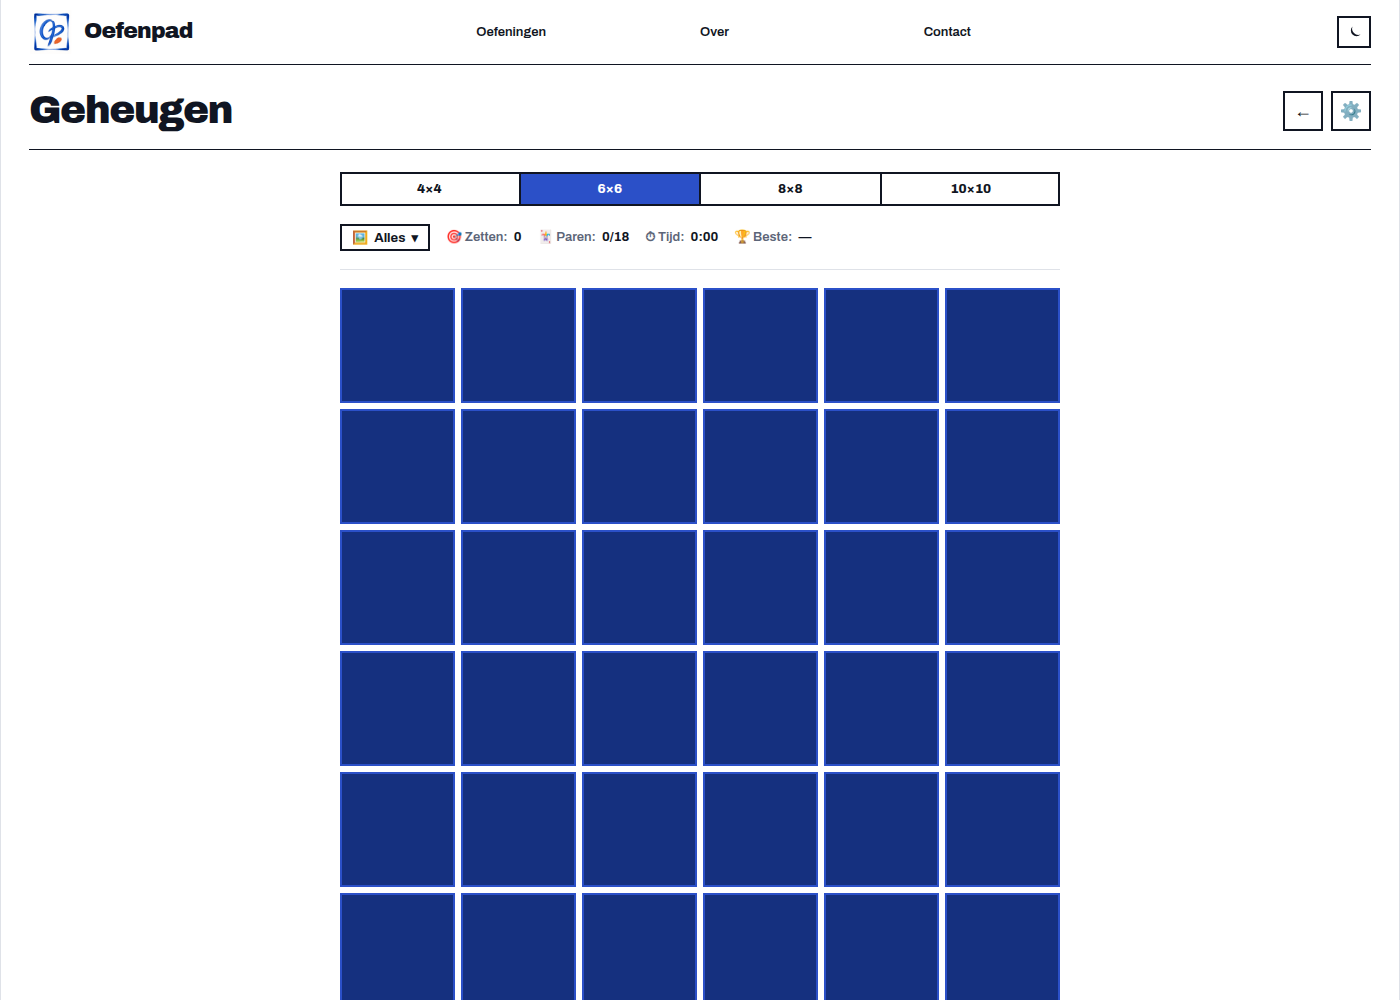 Oefenpad
Oefeningen
Over
Contact
Geheugen
←
4×4
6×6
8×8
10×10
Alles ▼
Zetten: 0
Paren: 0/18
Tijd: 0:00
Beste: —